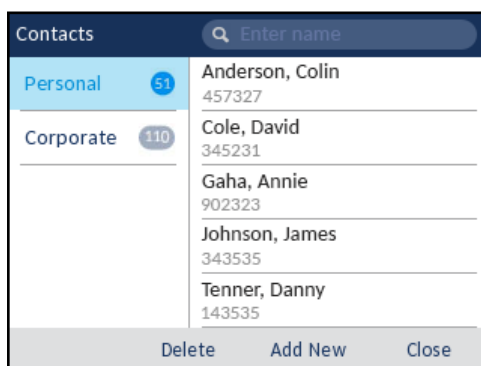 Contacts
Enter name
Personal 51
Corporate 110
Anderson, Colin
457327
Cole, David
345231
Gaha, Annie
902323
Johnson, James
343535
Tenner, Danny
143535
Delete Add New Close